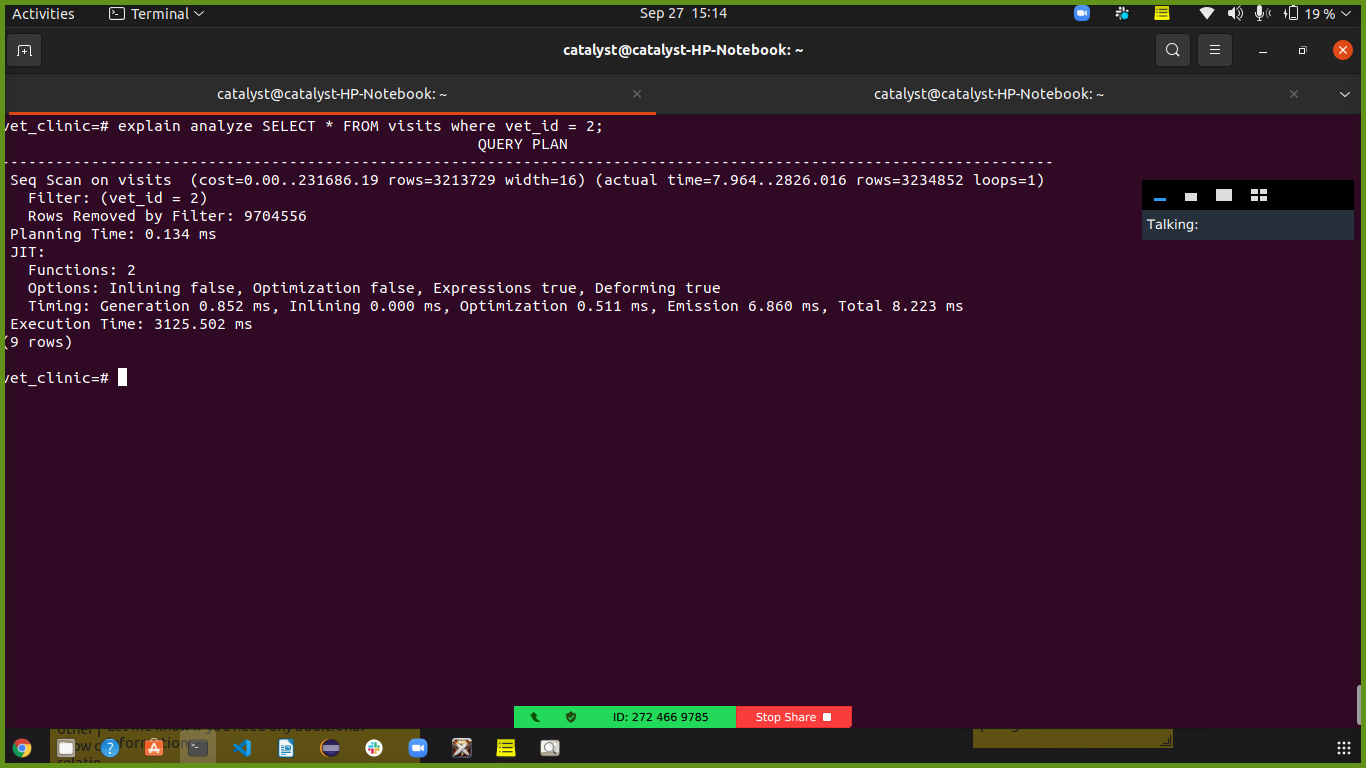 Activities
Terminal
Sep 27 15:14
19 %
catalyst@catalyst-HP-Notebook: ~
catalyst@catalyst-HP-Notebook: ~
catalyst@catalyst-HP-Notebook: ~
vet_clinic=# explain analyze SELECT * FROM visits where vet_id = 2;
QUERY PLAN
-----------------------------------------------------------------------------------------------------------------------
Seq Scan on visits  (cost=0.00..231686.19 rows=3213729 width=16) (actual time=7.964..2826.016 rows=3234852 loops=1)
Filter: (vet_id = 2)
Rows Removed by Filter: 9704556
Planning Time: 0.134 ms
JIT:
Functions: 2
Options: Inlining false, Optimization false, Expressions true, Deforming true
Timing: Generation 0.852 ms, Inlining 0.000 ms, Optimization 0.511 ms, Emission 6.860 ms, Total 8.223 ms
Execution Time: 3125.502 ms
(9 rows)
vet_clinic=#
Talking:
ID: 272 466 9785
Stop Share